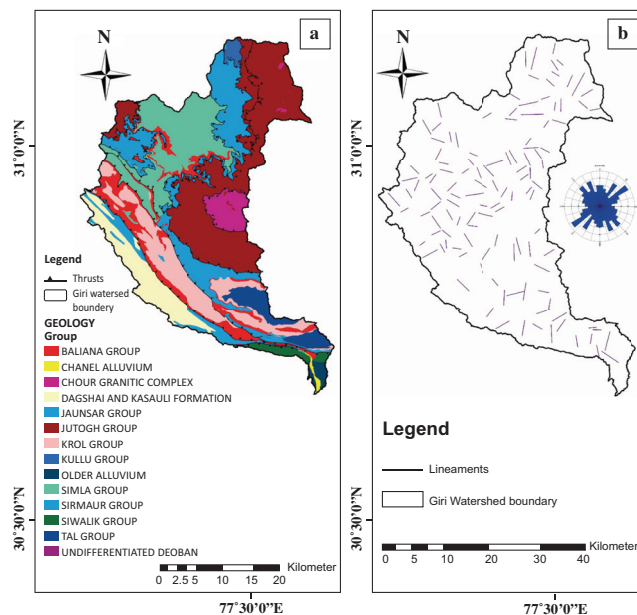 N
a
31°0'0"N
30°30'0"N
Legend
Thrusts
Giri watersed
boundary
GEOLOGY
Group
BALIANA GROUP
CHANEL ALLUVIUM
CHOUR GRANITIC COMPLEX
DAGSHAI AND KASAULI FORMATION
JAUNSAR GROUP
JUTOGH GROUP
KROL GROUP
KULLU GROUP
OLDER ALLUVIUM
SIMLA GROUP
SIRMAUR GROUP
SIWALIK GROUP
TAL GROUP
UNDIFFERENTIATED DEOBAN
Kilometer
0 2.5 5 10 15 20
77°30'0"E
N
b
31°0'0"N
30°30'0"N
Legend
Lineaments
Giri Watershed boundary
Kilometer
0 5 10 20 30 40
77°30'0"E